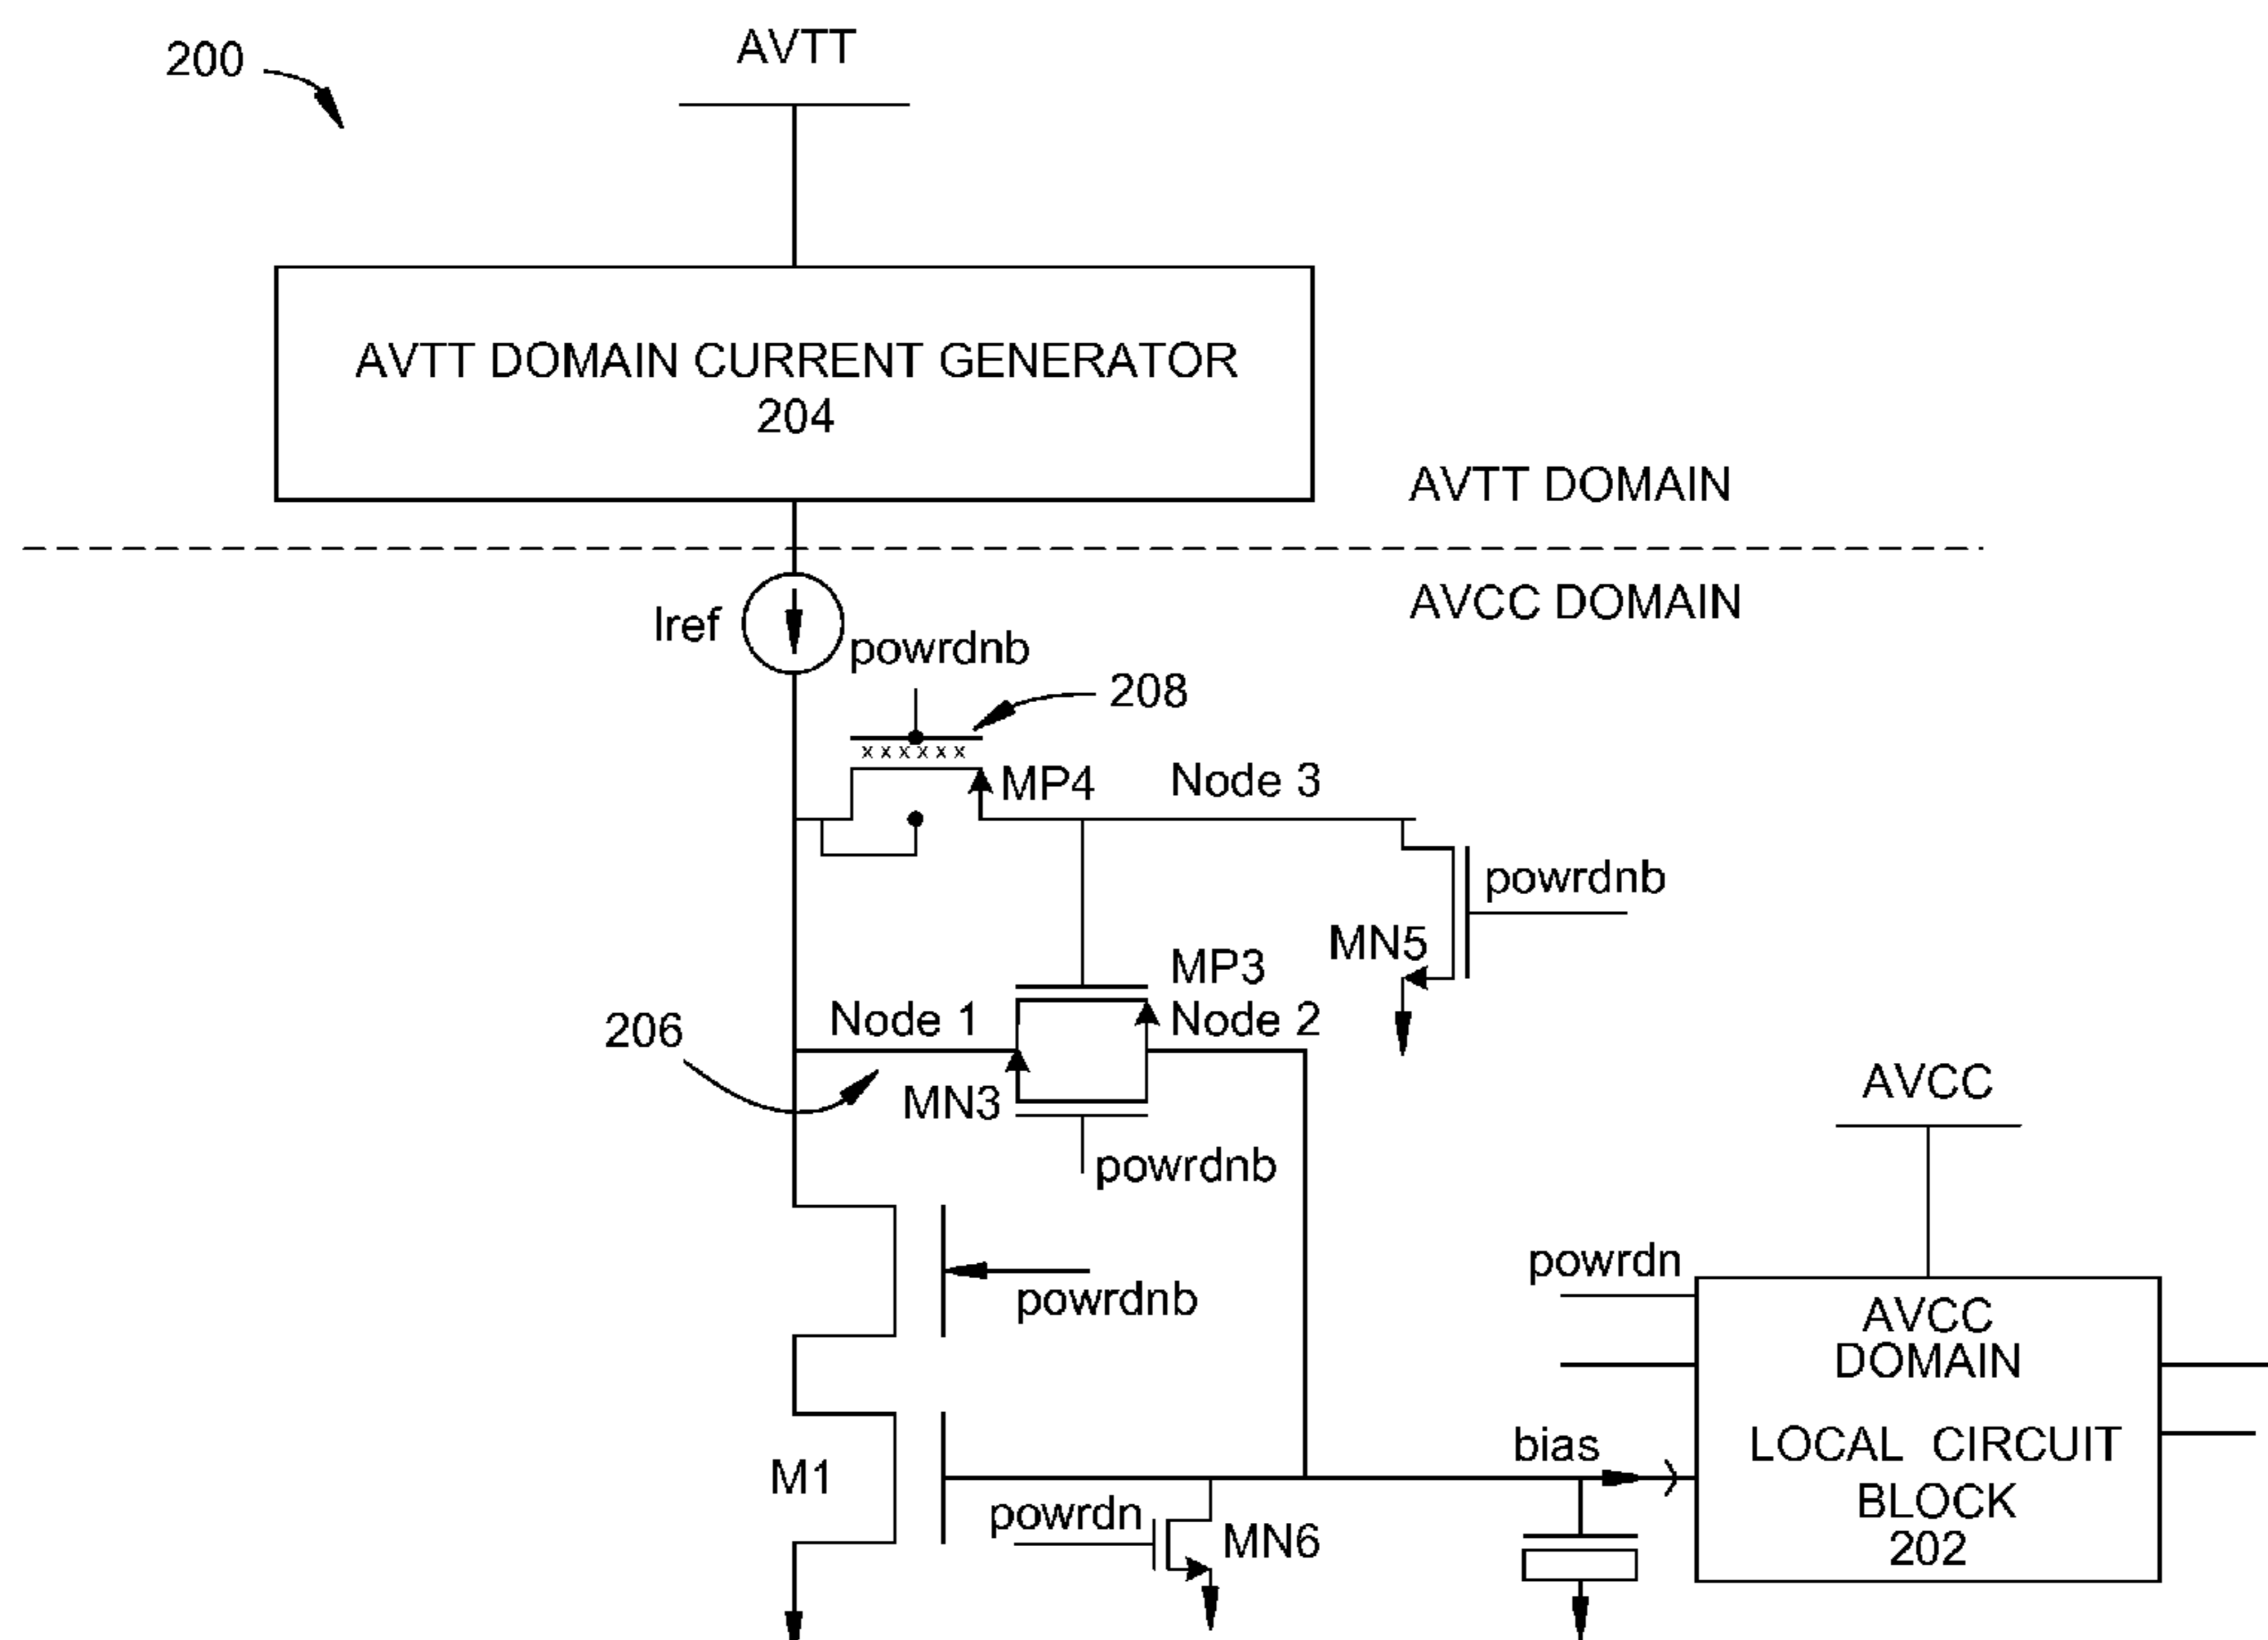 200
AVTT
AVTT DOMAIN CURRENT GENERATOR
204
AVTT DOMAIN
AVCC DOMAIN
Iref
powrdnb
208
xxxxxx
MP4
Node 3
powrdnb
MN5
MP3
Node 1
Node 2
206
MN3
powrdnb
AVCC
powrdnb
powrdn
AVCC
DOMAIN
LOCAL CIRCUIT
BLOCK
202
bias
M1
powrdn
MN6